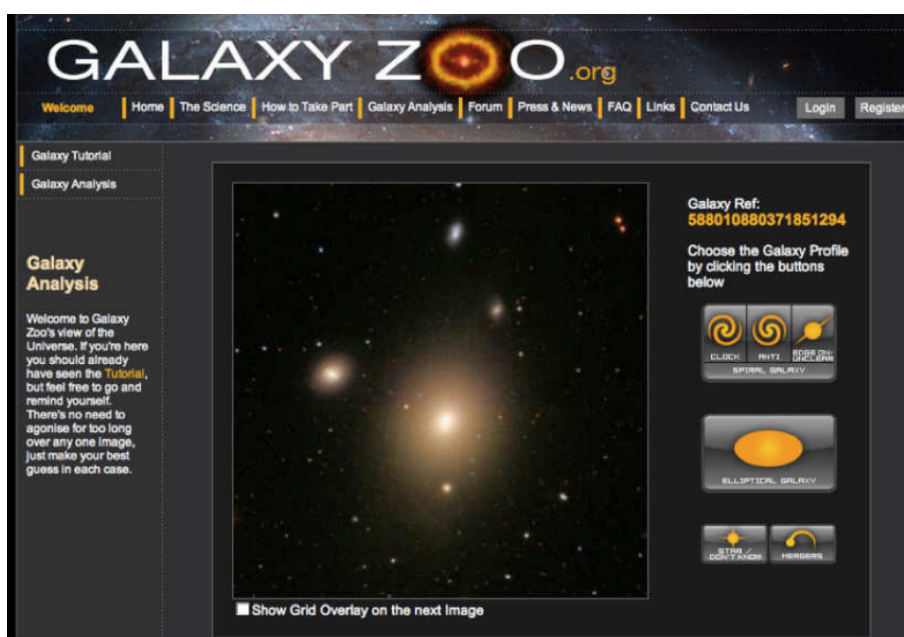 GALAXY ZOO.org
Welcome Home The Science How to Take Part Galaxy Analysis Forum Press & News FAQ Links Contact Us Login Register
Galaxy Tutorial
Galaxy Analysis
Galaxy
Analysis
Welcome to Galaxy
Zoo's view of the
Universe. If you're here
you should already
have seen the Tutorial,
but feel free to go and
remind yourself.
There's no need to
agonise for too long
over any one image,
just make your best
guess in each case.
Galaxy Ref:
588010880371851294
Choose the Galaxy Profile
by clicking the buttons
below
CLOCK ANTI EDGE ON/
UNCLEAR
SPIRAL GALAXY
ELLIPTICAL GALAXY
STAR /
DON'T KNOW
MERGERS
Show Grid Overlay on the next Image